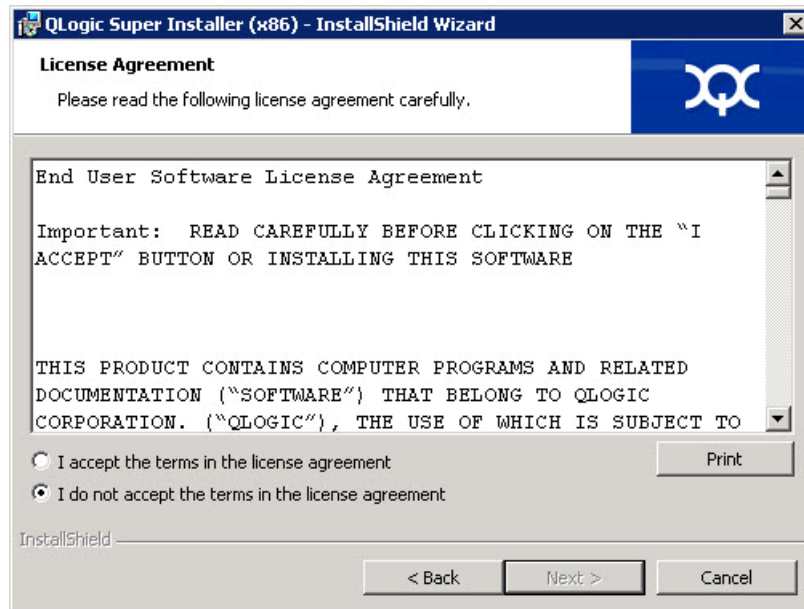 QLogic Super Installer (x86) - InstallShield Wizard
License Agreement
Please read the following license agreement carefully.
End User Software License Agreement
Important:  READ CAREFULLY BEFORE CLICKING ON THE “I
ACCEPT” BUTTON OR INSTALLING THIS SOFTWARE
THIS PRODUCT CONTAINS COMPUTER PROGRAMS AND RELATED
DOCUMENTATION (“SOFTWARE”) THAT BELONG TO QLOGIC
CORPORATION. (“QLOGIC”), THE USE OF WHICH IS SUBJECT TO
I accept the terms in the license agreement
Print
I do not accept the terms in the license agreement
InstallShield
< Back
Next >
Cancel